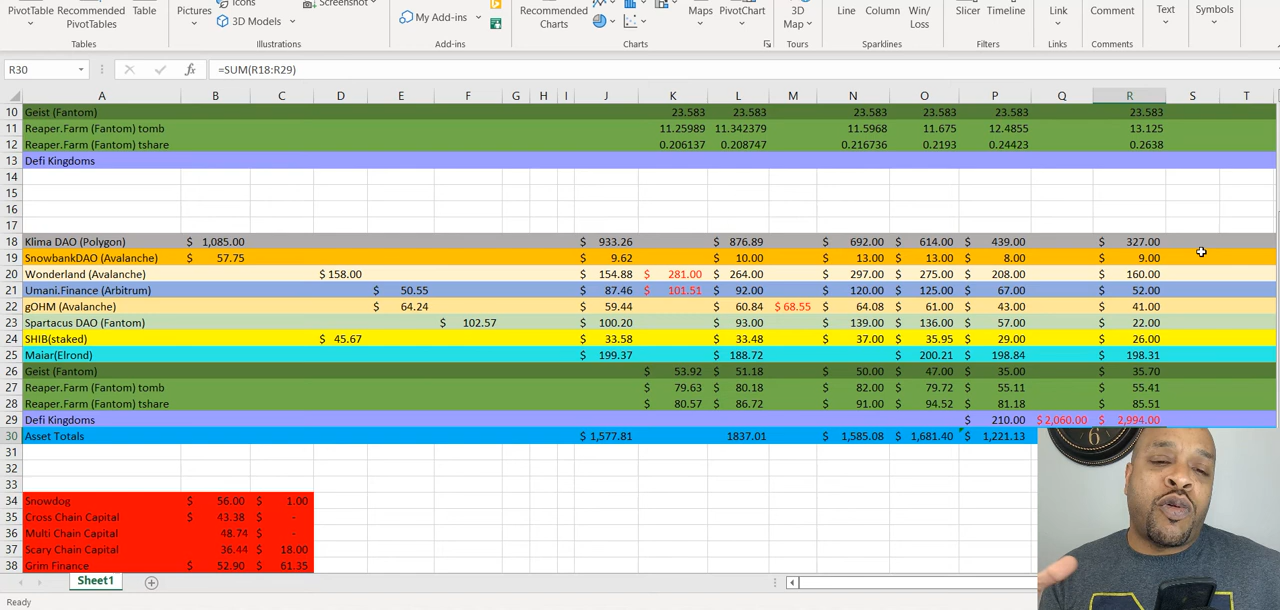 PivotTable Recommended PivotTables Table
Pictures Icons Screenshot
3D Models
My Add-ins
Recommended Charts Maps PivotChart 3D Map
Line Column Win/Loss Slicer Timeline Link Comment Text Symbols
Tables Illustrations Add-ins Charts Tours Sparklines Filters Links Comments
R30 fx =SUM(R18:R29)
A B C D E F G H I J K L M N O P Q R S T
10 Geist (Fantom) 23.583 23.583 23.583 23.583 23.583 23.583
11 Reaper.Farm (Fantom) tomb 11.25989 11.342379 11.5968 11.675 12.4855 13.125
12 Reaper.Farm (Fantom) tshare 0.206137 0.208747 0.216736 0.2193 0.24423 0.2638
13 Defi Kingdoms
14
15
16
17
18 Klima DAO (Polygon) $ 1,085.00 $ 933.26 $ 876.89 $ 692.00 $ 614.00 $ 439.00 $ 327.00
19 SnowbankDAO (Avalanche) $ 57.75 $ 9.62 $ 10.00 $ 13.00 $ 13.00 $ 8.00 $ 9.00
20 Wonderland (Avalanche) $ 158.00 $ 154.88 $ 281.00 $ 264.00 $ 297.00 $ 275.00 $ 208.00 $ 160.00
21 Umani.Finance (Arbitrum) $ 50.55 $ 87.46 $ 101.51 $ 92.00 $ 120.00 $ 125.00 $ 67.00 $ 52.00
22 gOHM (Avalanche) $ 64.24 $ 59.44 $ 60.84 $ 68.55 $ 64.08 $ 61.00 $ 43.00 $ 41.00
23 Spartacus DAO (Fantom) $ 102.57 $ 100.20 $ 93.00 $ 139.00 $ 136.00 $ 57.00 $ 22.00
24 SHIB(staked) $ 45.67 $ 33.58 $ 33.48 $ 37.00 $ 35.95 $ 29.00 $ 26.00
25 Maiar(Elrond) $ 199.37 $ 188.72 $ 200.21 $ 198.84 $ 198.31
26 Geist (Fantom) $ 53.92 $ 51.18 $ 50.00 $ 47.00 $ 35.00 $ 35.70
27 Reaper.Farm (Fantom) tomb $ 79.63 $ 80.18 $ 82.00 $ 79.72 $ 55.11 $ 55.41
28 Reaper.Farm (Fantom) tshare $ 80.57 $ 86.72 $ 91.00 $ 94.52 $ 81.18 $ 85.51
29 Defi Kingdoms $ 210.00 $ 2,060.00 $ 2,994.00
30 Asset Totals $ 1,577.81 1837.01 $ 1,585.08 $ 1,681.40 $ 1,221.13
31
32
33
34 Snowdog $ 56.00 $ 1.00
35 Cross Chain Capital $ 43.38 $ -
36 Multi Chain Capital 48.74 $ -
37 Scary Chain Capital 36.44 $ 18.00
38 Grim Finance $ 52.90 $ 61.35
6
Sheet1
Ready